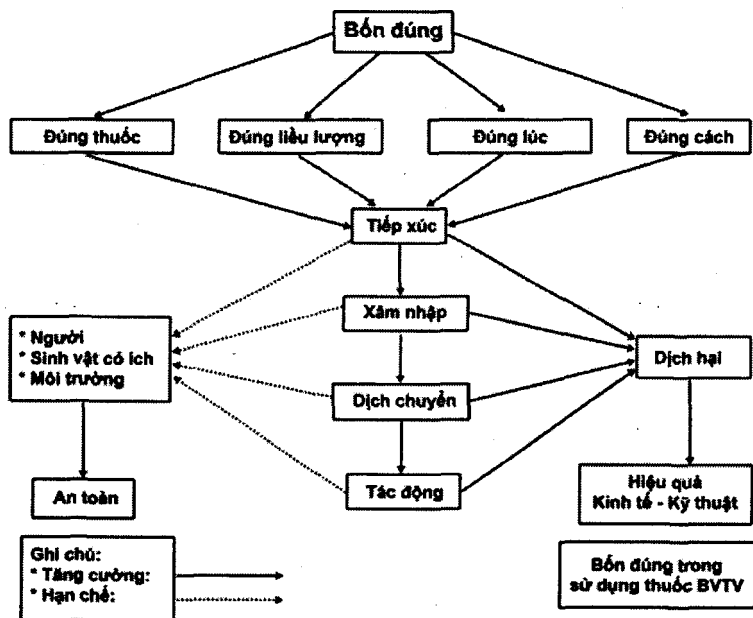 Bốn đúng
Đúng thuốc
Đúng liều lượng
Đúng lúc
Đúng cách
Tiếp xúc
Xâm nhập
* Người
* Sinh vật có ích
* Môi trường
Dịch hại
Dịch chuyển
An toàn
Tác động
Hiệu quả
Kinh tế - Kỹ thuật
Ghi chú:
* Tăng cường:
* Hạn chế:
Bốn đúng trong
sử dụng thuốc BVTV